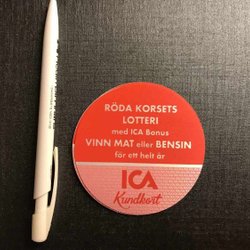 RÖDA KORSETS
LOTTERI
med ICA Bonus
VINN MAT eller BENSIN
för ett helt år
ICA
Kundkort